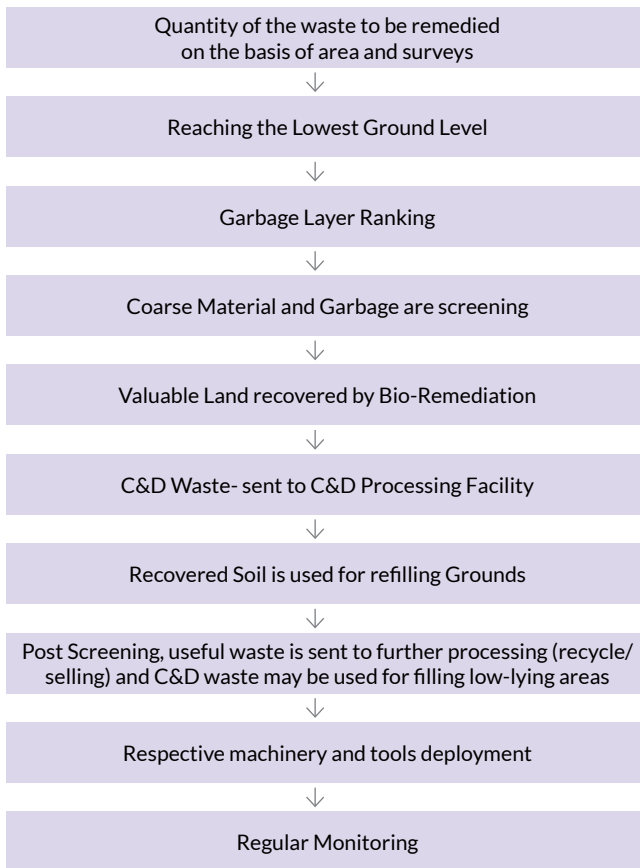 Quantity of the waste to be remedied
on the basis of area and surveys
Reaching the Lowest Ground Level
Garbage Layer Ranking
Coarse Material and Garbage are screening
Valuable Land recovered by Bio-Remediation
C&D Waste- sent to C&D Processing Facility
Recovered Soil is used for refilling Grounds
Post Screening, useful waste is sent to further processing (recycle/
selling) and C&D waste may be used for filling low-lying areas
Respective machinery and tools deployment
Regular Monitoring